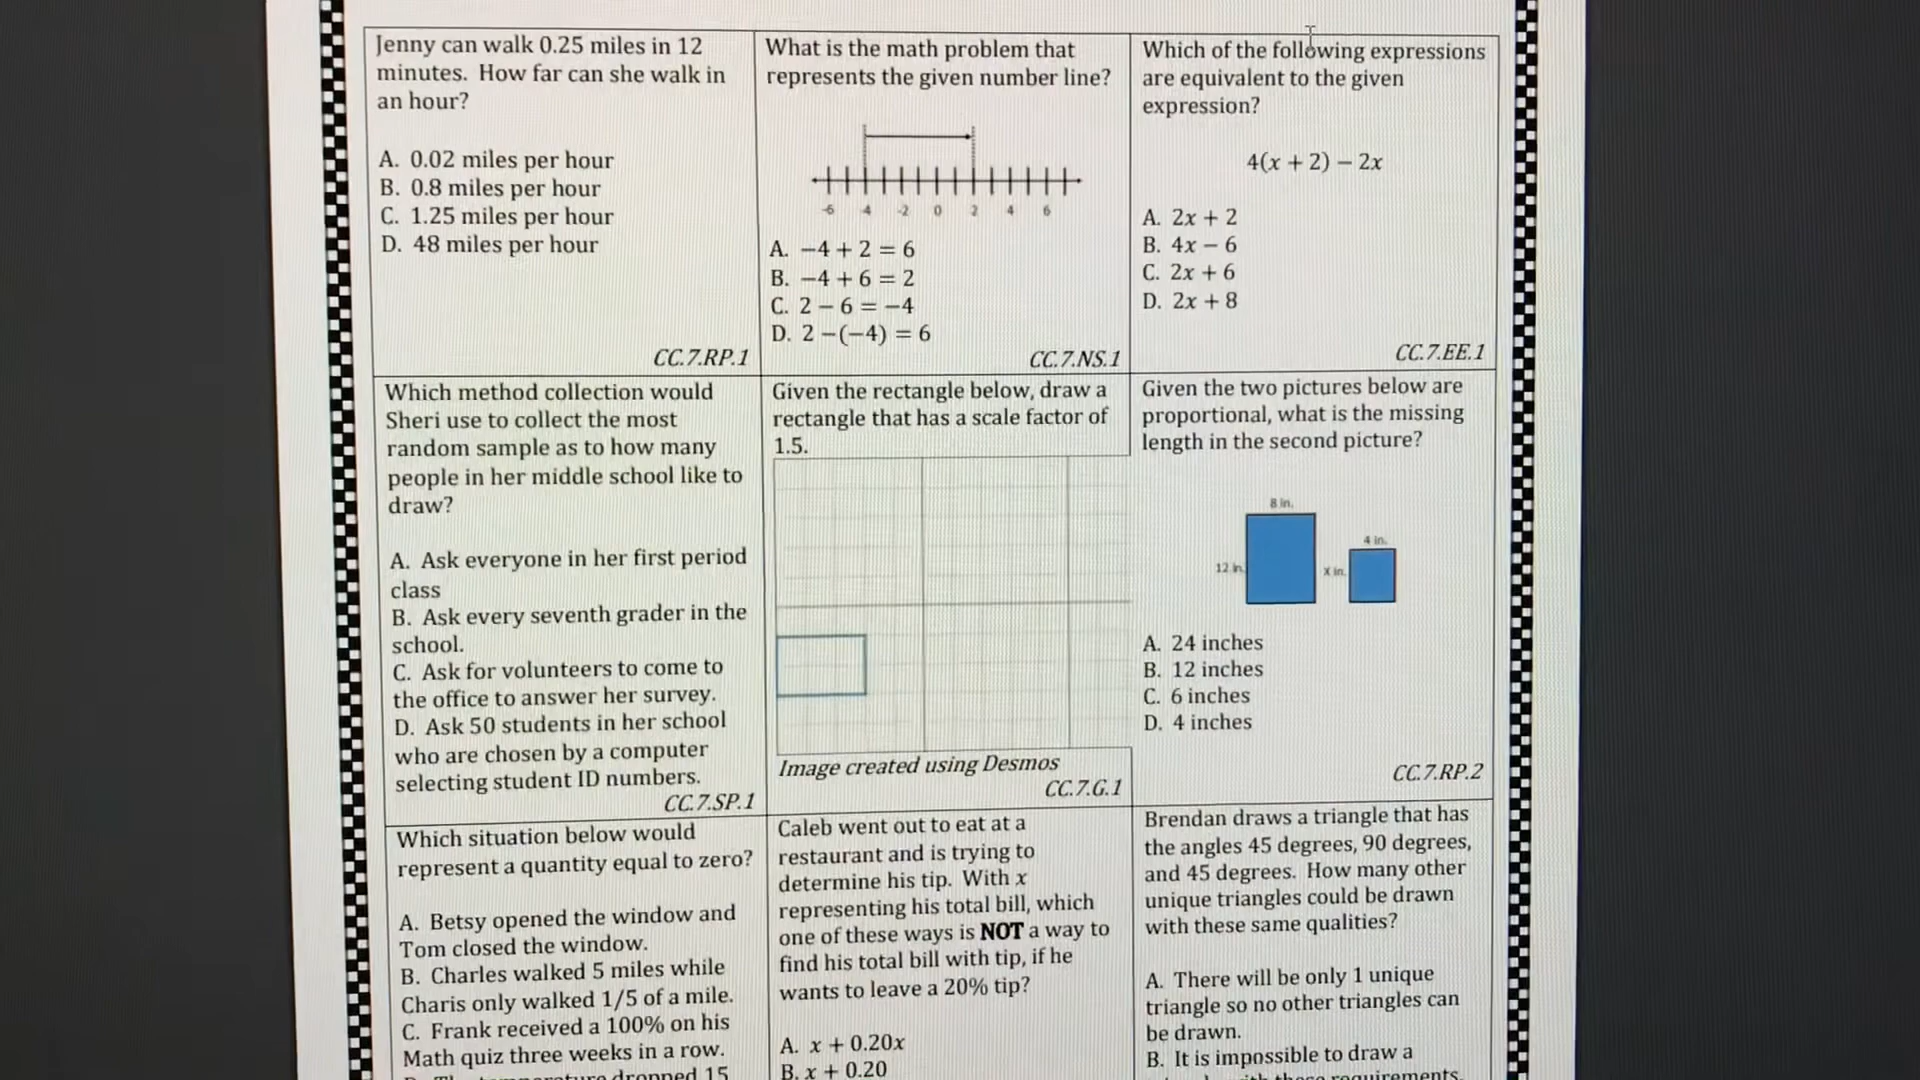 Jenny can walk 0.25 miles in 12
minutes. How far can she walk in
an hour?
A. 0.02 miles per hour
B. 0.8 miles per hour
C. 1.25 miles per hour
D. 48 miles per hour
CC.7.RP.1
What is the math problem that
represents the given number line?
-6 -4 -2 0 2 4 6
A. −4 + 2 = 6
B. −4 + 6 = 2
C. 2 − 6 = −4
D. 2 −(−4) = 6
CC.7.NS.1
Which of the following expressions
are equivalent to the given
expression?
4(x + 2) − 2x
A. 2x + 2
B. 4x − 6
C. 2x + 6
D. 2x + 8
CC.7.EE.1
Which method collection would
Sheri use to collect the most
random sample as to how many
people in her middle school like to
draw?
A. Ask everyone in her first period
class
B. Ask every seventh grader in the
school.
C. Ask for volunteers to come to
the office to answer her survey.
D. Ask 50 students in her school
who are chosen by a computer
selecting student ID numbers.
CC.7.SP.1
Given the rectangle below, draw a
rectangle that has a scale factor of
1.5.
Image created using Desmos
CC.7.G.1
Given the two pictures below are
proportional, what is the missing
length in the second picture?
8 in.
4 in.
12 in.
X in.
A. 24 inches
B. 12 inches
C. 6 inches
D. 4 inches
CC.7.RP.2
Which situation below would
represent a quantity equal to zero?
A. Betsy opened the window and
Tom closed the window.
B. Charles walked 5 miles while
Charis only walked 1/5 of a mile.
C. Frank received a 100% on his
Math quiz three weeks in a row.
dropped 15
Caleb went out to eat at a
restaurant and is trying to
determine his tip. With x
representing his total bill, which
one of these ways is NOT a way to
find his total bill with tip, if he
wants to leave a 20% tip?
A. x + 0.20x
B. x + 0.20
Brendan draws a triangle that has
the angles 45 degrees, 90 degrees,
and 45 degrees. How many other
unique triangles could be drawn
with these same qualities?
A. There will be only 1 unique
triangle so no other triangles can
be drawn.
B. It is impossible to draw a
requirements.